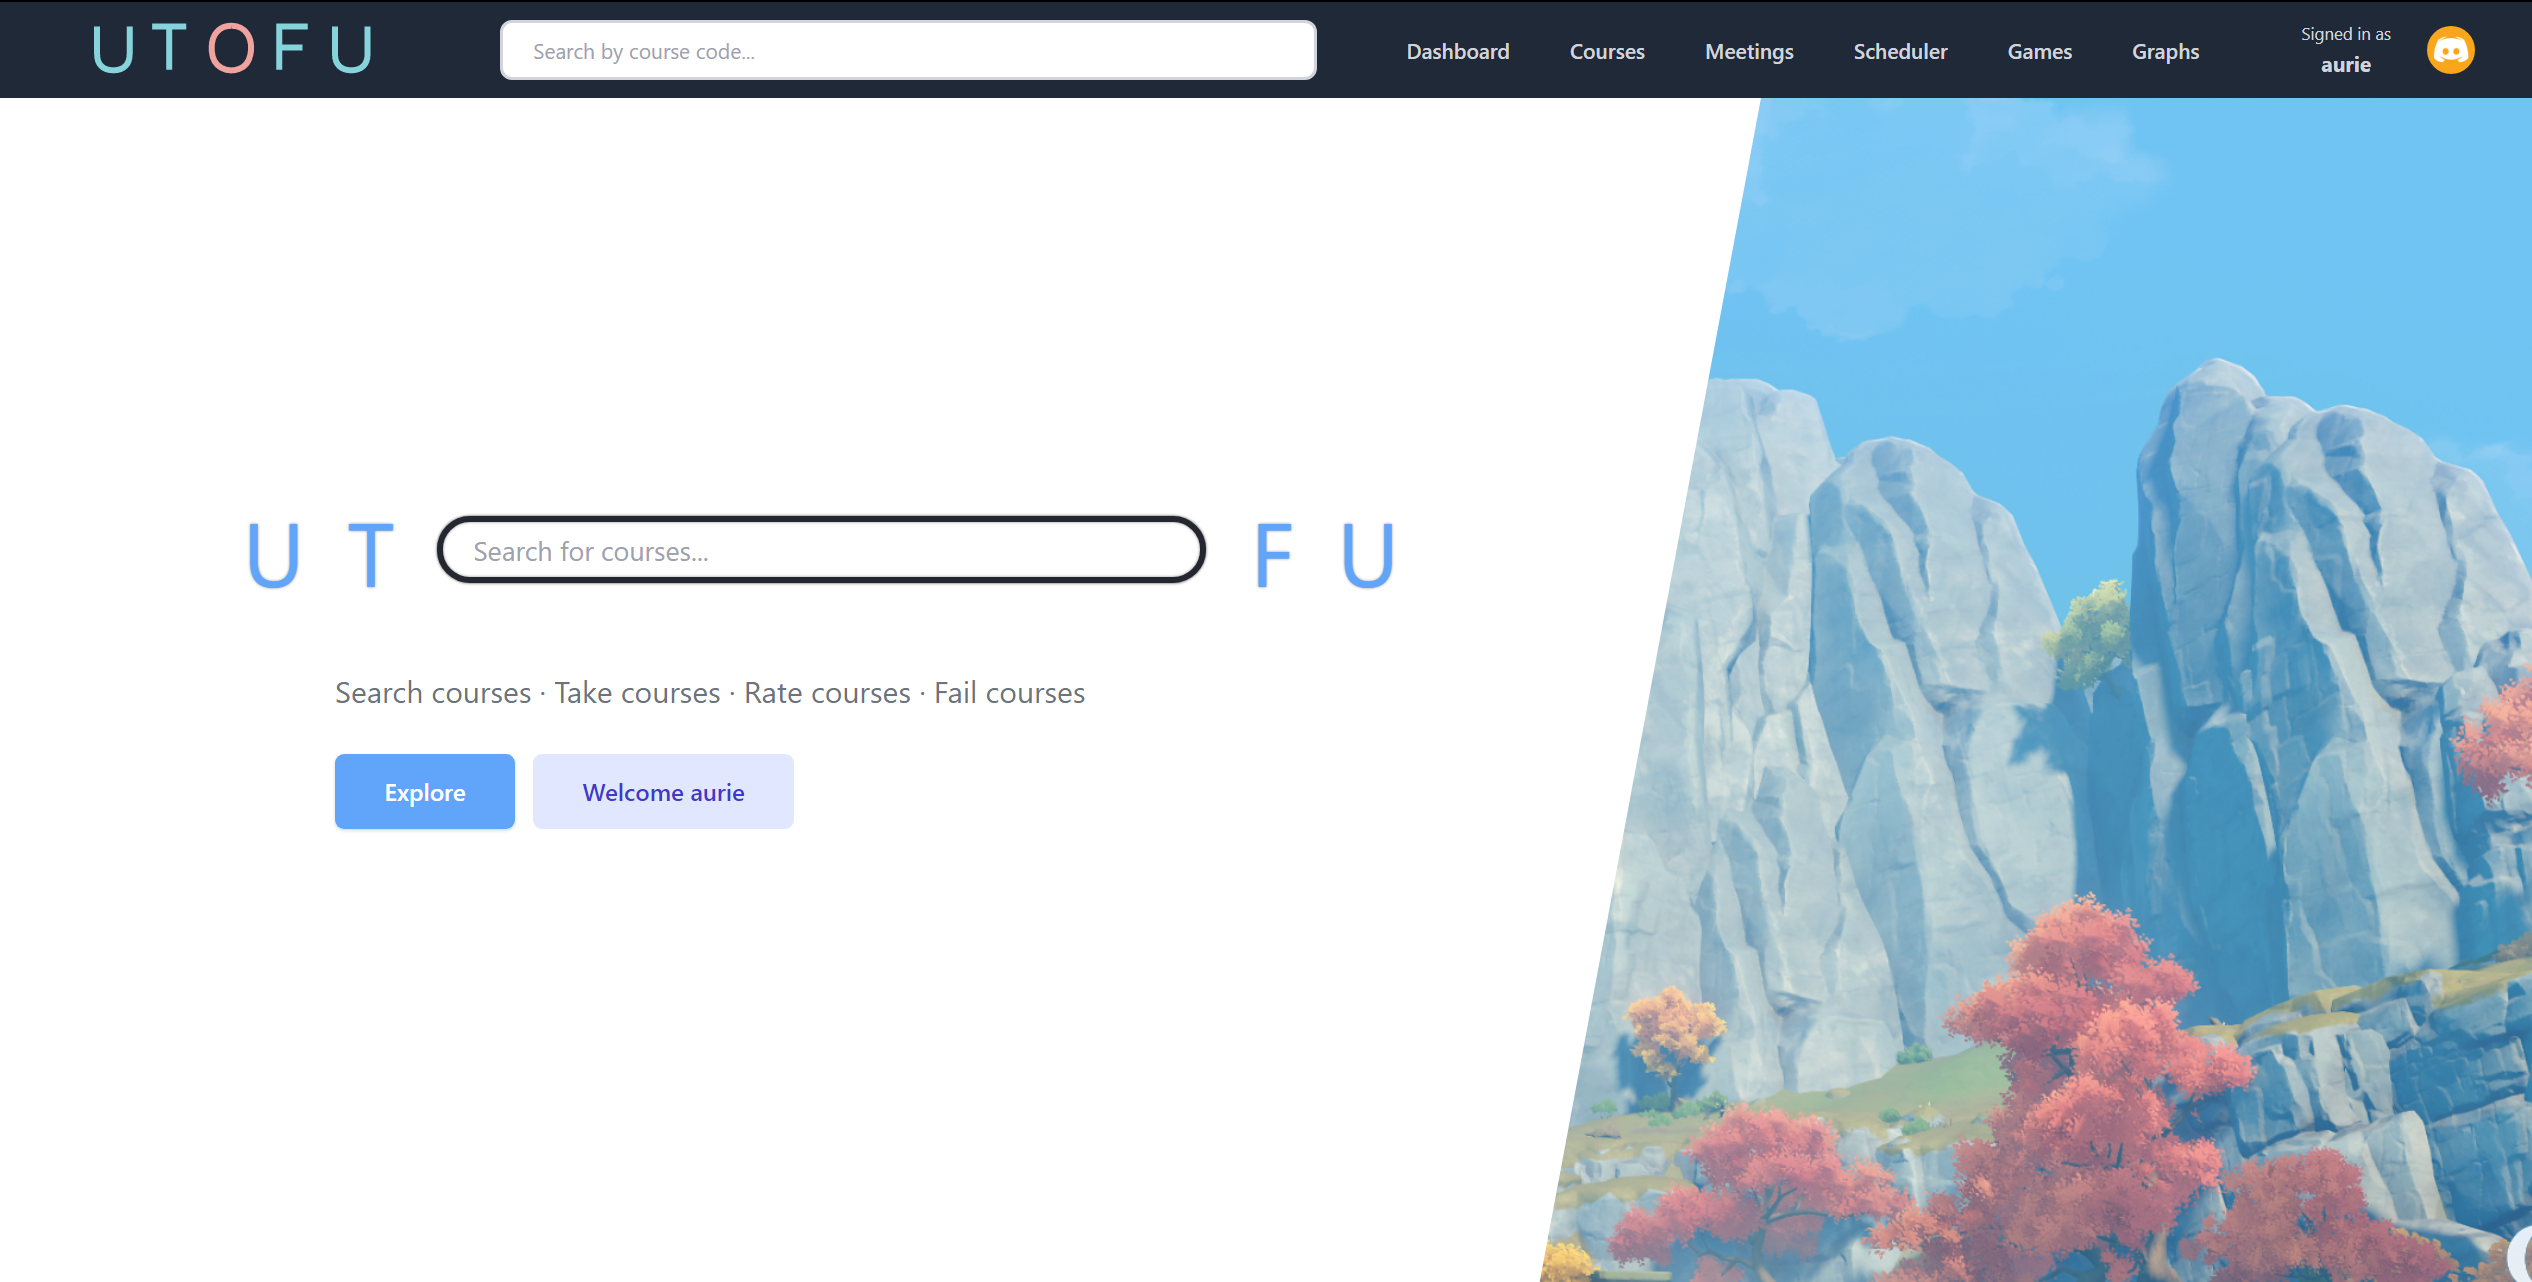 UTOFU
Search by course code...
Dashboard
Courses
Meetings
Scheduler
Games
Graphs
Signed in as
aurie
U T
Search for courses...
F U
Search courses · Take courses · Rate courses · Fail courses
Explore
Welcome aurie